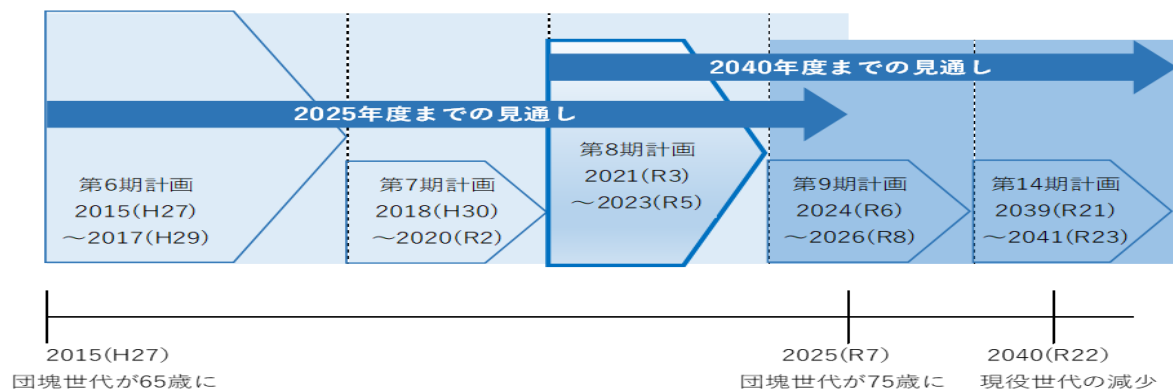 2040年度までの見通し
2025年度までの見通し
第6期計画
2015(H27)
～2017(H29)
第7期計画
2018(H30)
～2020(R2)
第8期計画
2021(R3)
～2023(R5)
第9期計画
2024(R6)
～2026(R8)
第14期計画
2039(R21)
～2041(R23)
2015(H27)
団塊世代が65歳に
2025(R7)
団塊世代が75歳に
2040(R22)
現役世代の減少